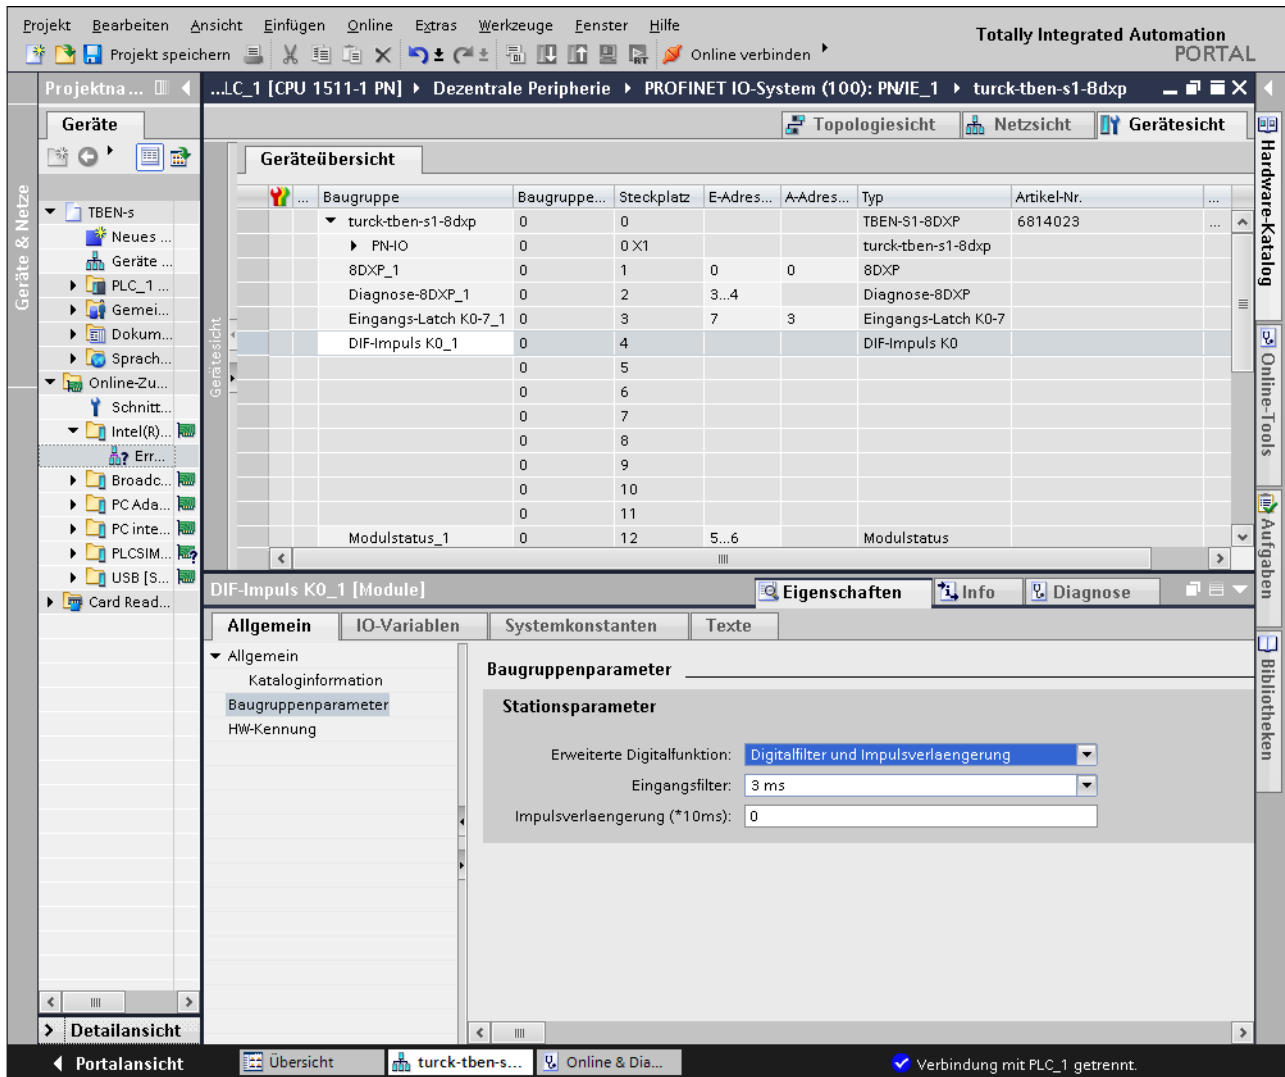 Projekt Bearbeiten Ansicht Einfügen Online Extras Werkzeuge Fenster Hilfe
Totally Integrated Automation
PORTAL
Projekt speichern Online verbinden
Projektna... ...LC_1 [CPU 1511-1 PN] Dezentrale Peripherie PROFINET IO-System (100): PN/IE_1 turck-tben-s1-8dxp
Geräte
Topologiesicht Netzsicht Gerätesicht
Geräteübersicht
... Baugruppe Baugruppe... Steckplatz E-Adres... A-Adres... Typ Artikel-Nr. ...
turck-tben-s1-8dxp 0 0 TBEN-S1-8DXP 6814023 ...
PN-IO 0 0 X1 turck-tben-s1-8dxp
8DXP_1 0 1 0 0 8DXP
Diagnose-8DXP_1 0 2 3...4 Diagnose-8DXP
Eingangs-Latch K0-7_1 0 3 7 3 Eingangs-Latch K0-7
DIF-Impuls K0_1 0 4 DIF-Impuls K0
0 5
0 6
0 7
0 8
0 9
0 10
0 11
Modulstatus_1 0 12 5...6 Modulstatus
Geräte & Netze
TBEN-s
Neues ...
Geräte ...
PLC_1 ...
Gemei...
Dokum...
Sprach...
Online-Zu...
Schnitt...
Intel(R)...
Err...
Broadc...
PC Ada...
PC inte...
PLCSIM...
USB [S...
Card Read...
Gerätesicht
Hardware-Katalog
Online-Tools
Aufgaben
Bibliotheken
DIF-Impuls K0_1 [Module]
Eigenschaften Info Diagnose
Allgemein IO-Variablen Systemkonstanten Texte
Allgemein
Kataloginformation
Baugruppenparameter
HW-Kennung
Baugruppenparameter
Stationsparameter
Erweiterte Digitalfunktion: Digitalfilter und Impulsverlaengerung
Eingangsfilter: 3 ms
Impulsverlaengerung (*10ms): 0
Detailansicht
Portalansicht Übersicht turck-tben-s... Online & Dia... Verbindung mit PLC_1 getrennt.